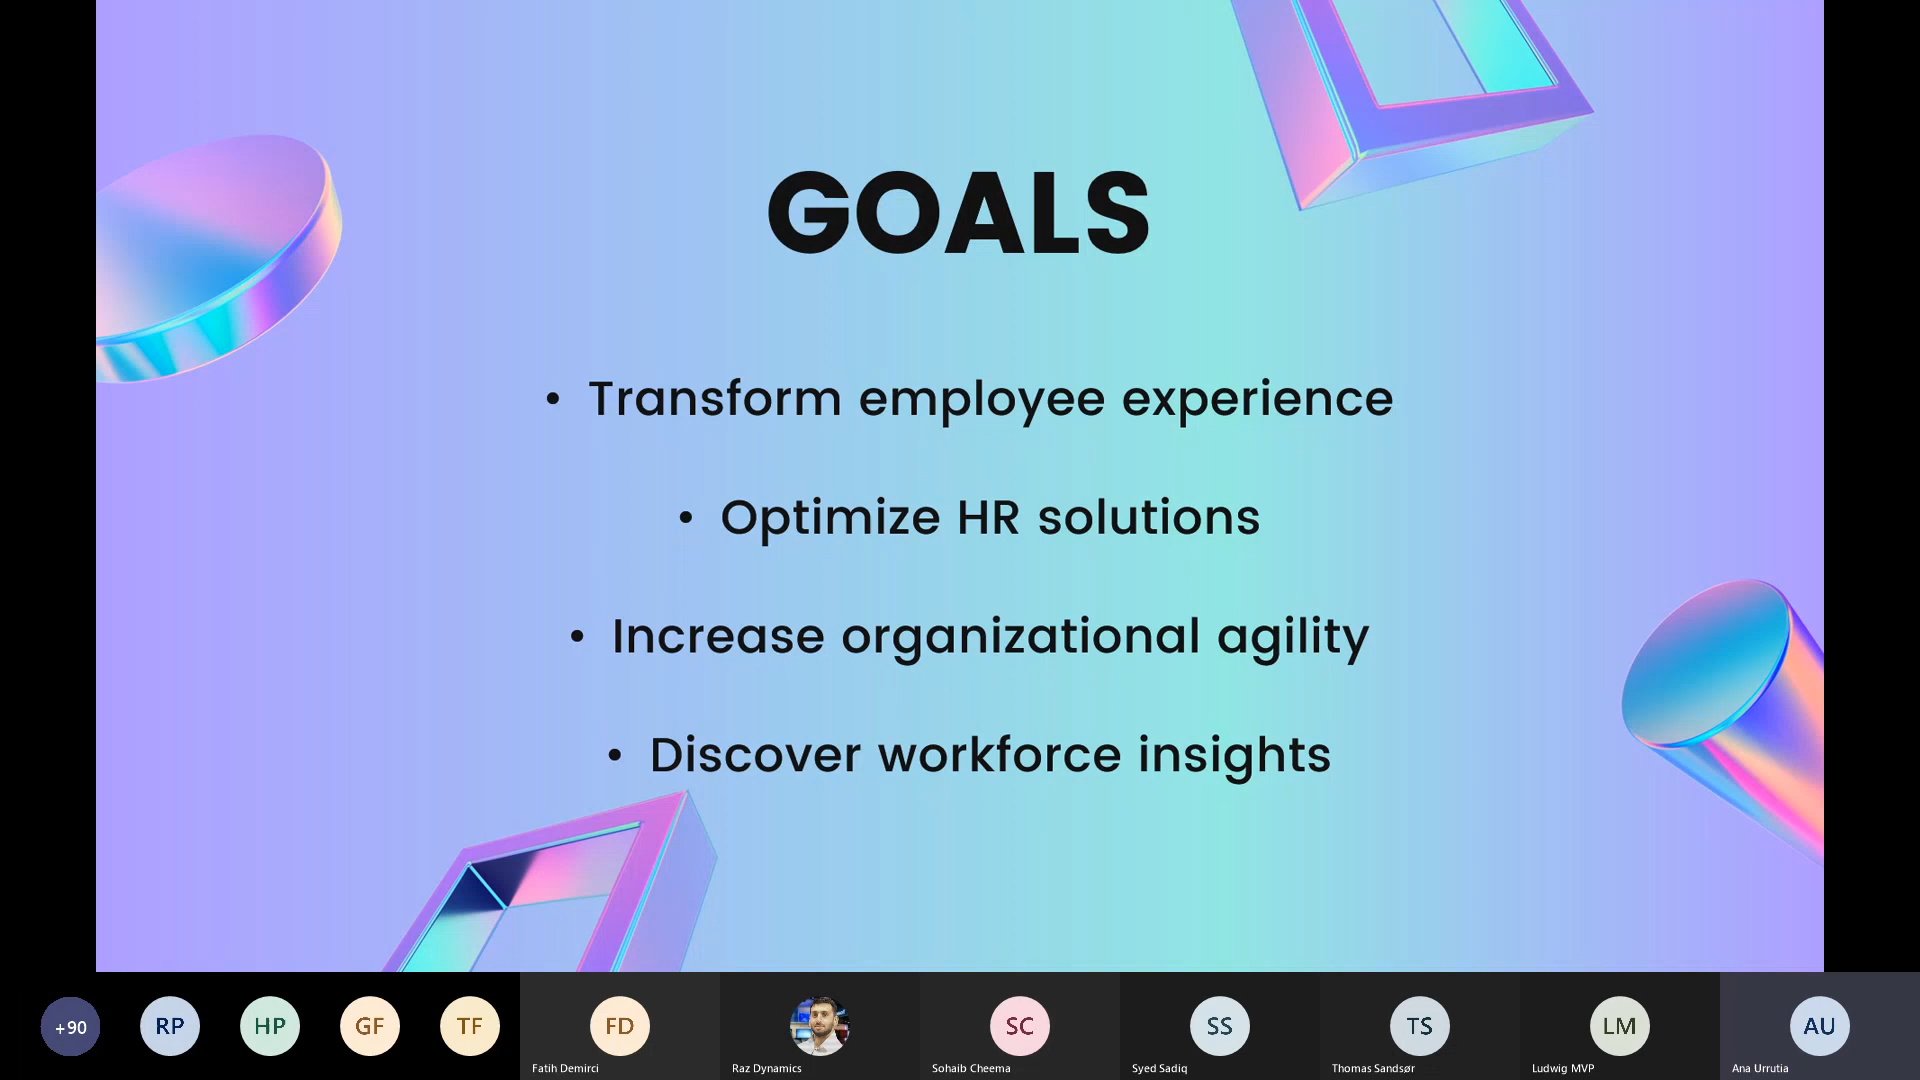 GOALS
• Transform employee experience
• Optimize HR solutions
• Increase organizational agility
• Discover workforce insights
+90
RP
HP
GF
TF
FD
SC
SS
TS
LM
AU
Fatih Demirci
Raz Dynamics
Sohaib Cheema
Syed Sadiq
Thomas Sandsør
Ludwig MVP
Ana Urrutia